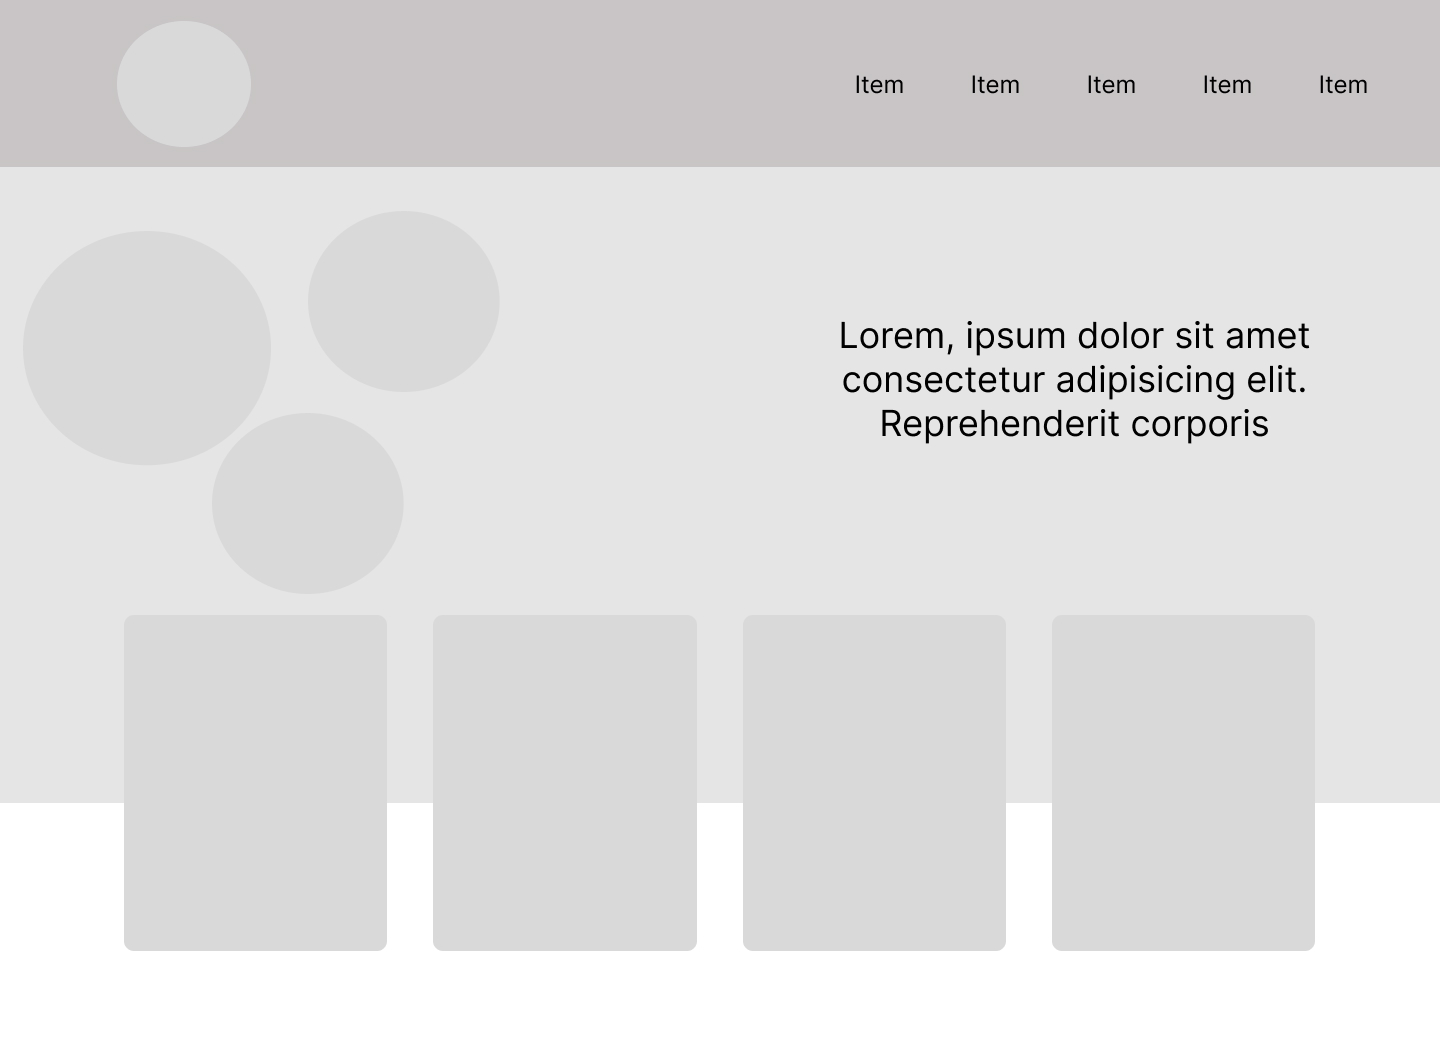 Item Item Item Item Item
Lorem, ipsum dolor sit amet
consectetur adipisicing elit.
Reprehenderit corporis